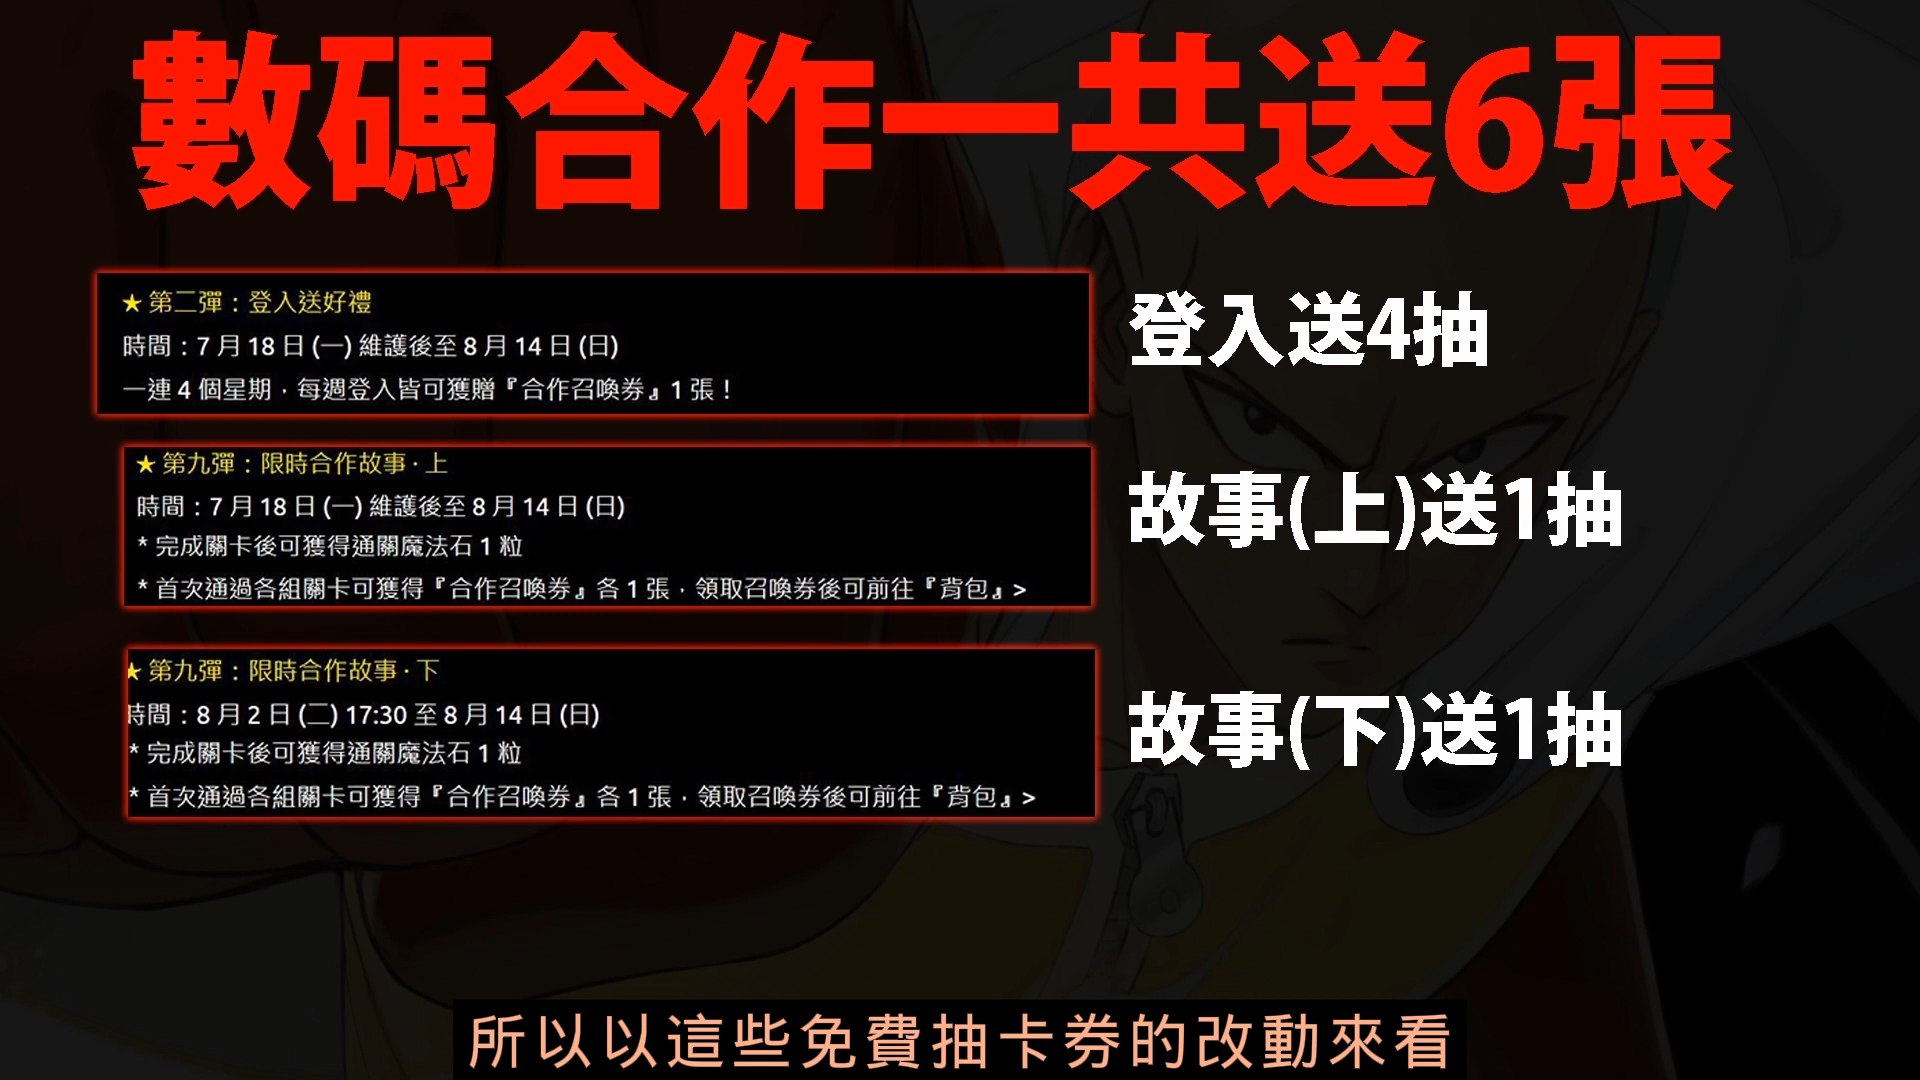 數碼合作一共送6張
★ 第二彈：登入送好禮
時間：7 月 18 日 (一) 維護後至 8 月 14 日 (日)
一連 4 個星期，每週登入皆可獲贈『合作召喚券』1 張！
登入送4抽
★ 第九彈：限時合作故事 · 上
時間：7 月 18 日 (一) 維護後至 8 月 14 日 (日)
* 完成關卡後可獲得通關魔法石 1 粒
* 首次通過各組關卡可獲得『合作召喚券』各 1 張，領取召喚券後可前往『背包』>
故事(上)送1抽
★ 第九彈：限時合作故事 · 下
時間：8 月 2 日 (二) 17:30 至 8 月 14 日 (日)
* 完成關卡後可獲得通關魔法石 1 粒
* 首次通過各組關卡可獲得『合作召喚券』各 1 張，領取召喚券後可前往『背包』>
故事(下)送1抽
所以以這些免費抽卡券的改動來看